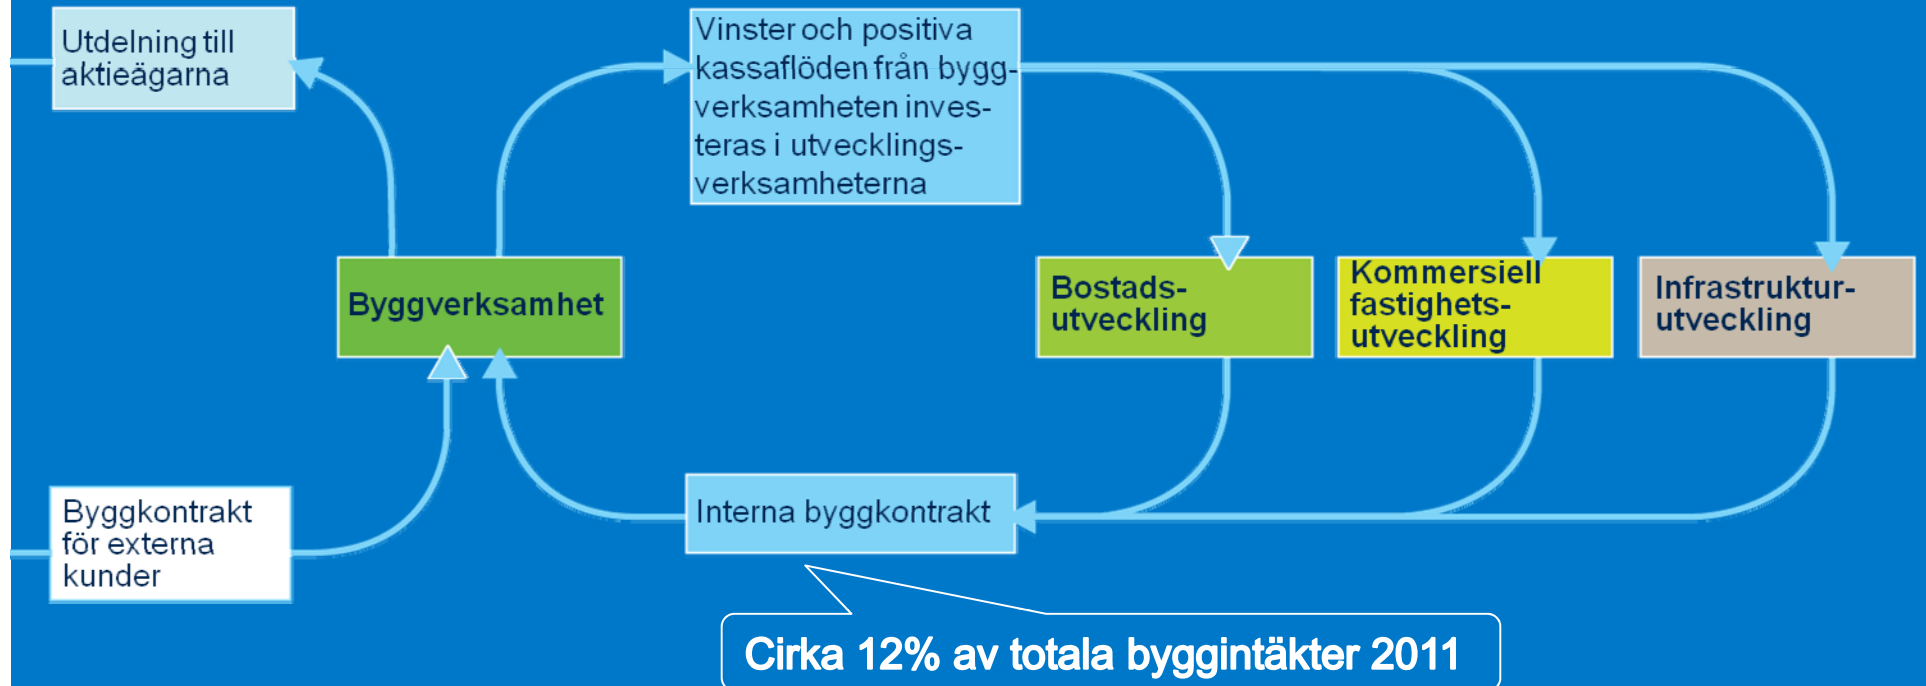 Utdelning till
aktieägarna
Vinster och positiva
kassaflöden från bygg-
verksamheten inves-
teras i utvecklings-
verksamheterna
Byggverksamhet
Bostads-
utveckling
Kommersiell
fastighets-
utveckling
Infrastruktur-
utveckling
Byggkontrakt
för externa
kunder
Interna byggkontrakt
Cirka 12% av totala byggintäkter 2011